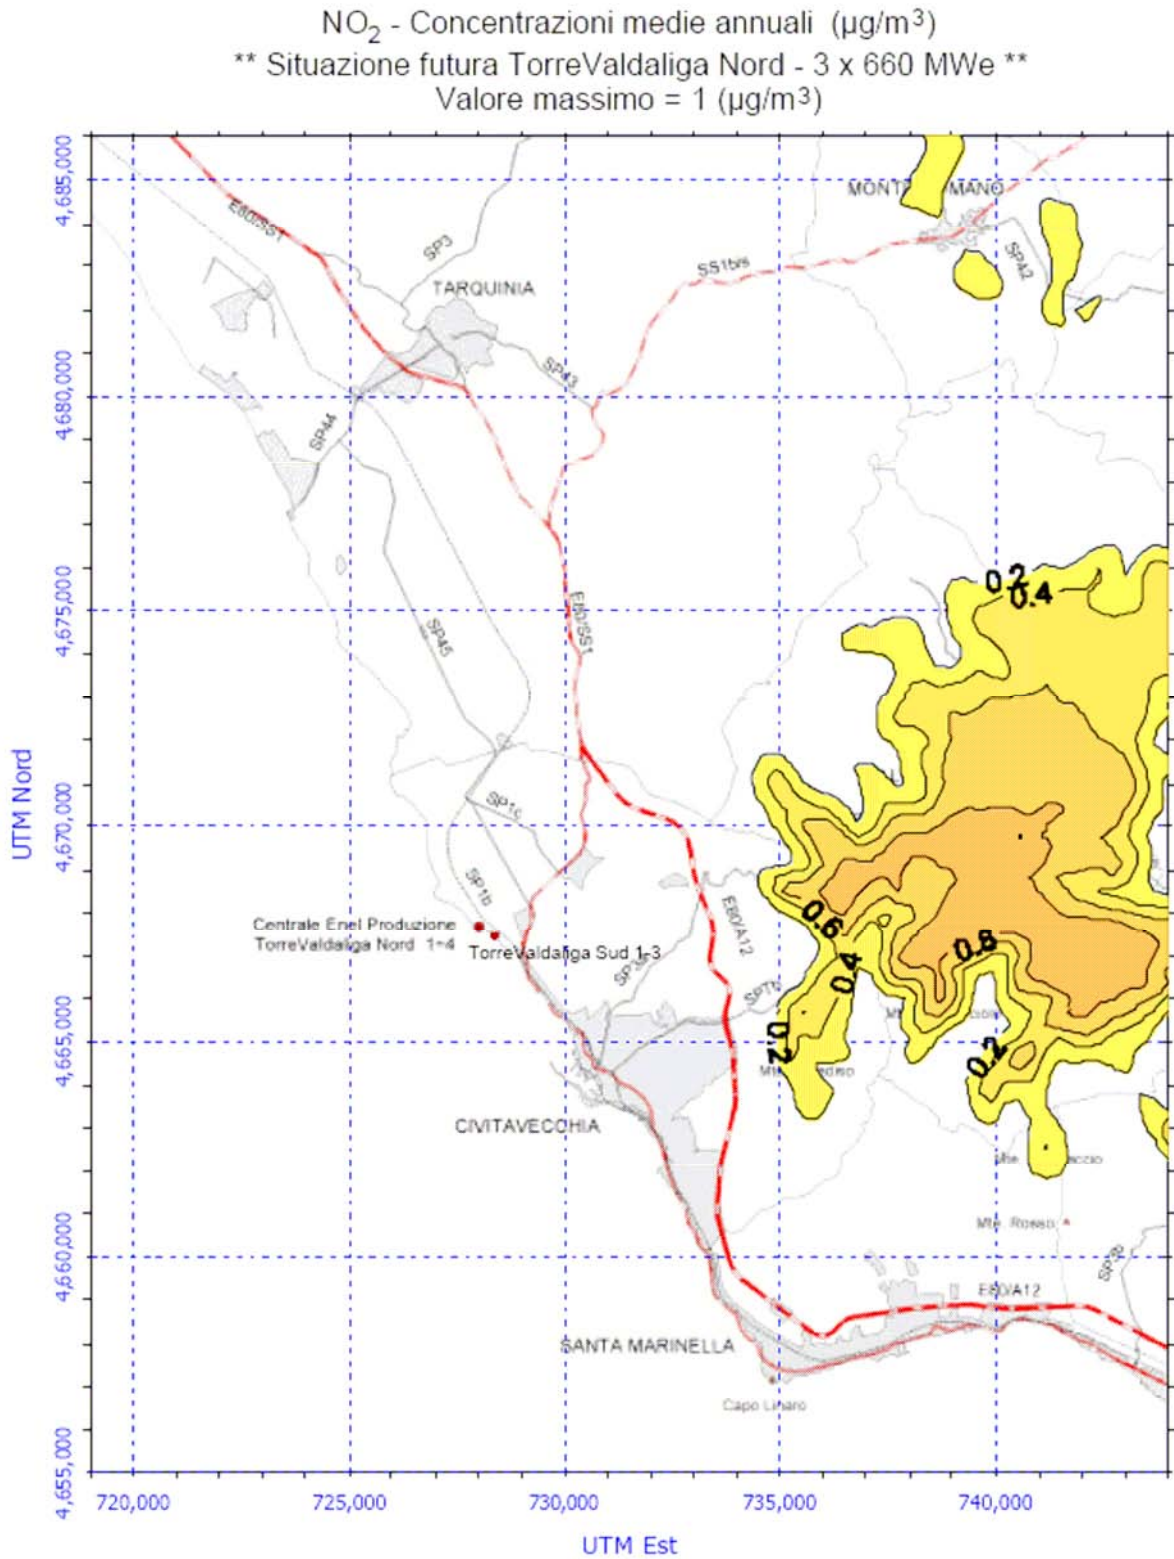 NO2 - Concentrazioni medie annuali (µg/m3)
** Situazione futura TorreValdaliga Nord - 3 x 660 MWe **
Valore massimo = 1 (µg/m3)
4,685,000
MONT
MANO
E80/SS1
SP3
SS1bis
SP42
TARQUINIA
SP43
4,680,000
SP44
0.2
0.4
4,675,000
E80/SS1
SP45
UTM Nord
4,670,000
SP1c
SP1b
E80/A12
0.6
Centrale Enel Produzione
TorreValdaliga Nord 1÷4
TorreValdaliga Sud 1-3
0.8
0.4
4,665,000
0.2
0.2
Mte.
CIVITAVECCHIA
Mte.
Mte. Rosso
4,660,000
E80/A12
SANTA MARINELLA
Capo Linaro
4,655,000
720,000
725,000
730,000
735,000
740,000
UTM Est